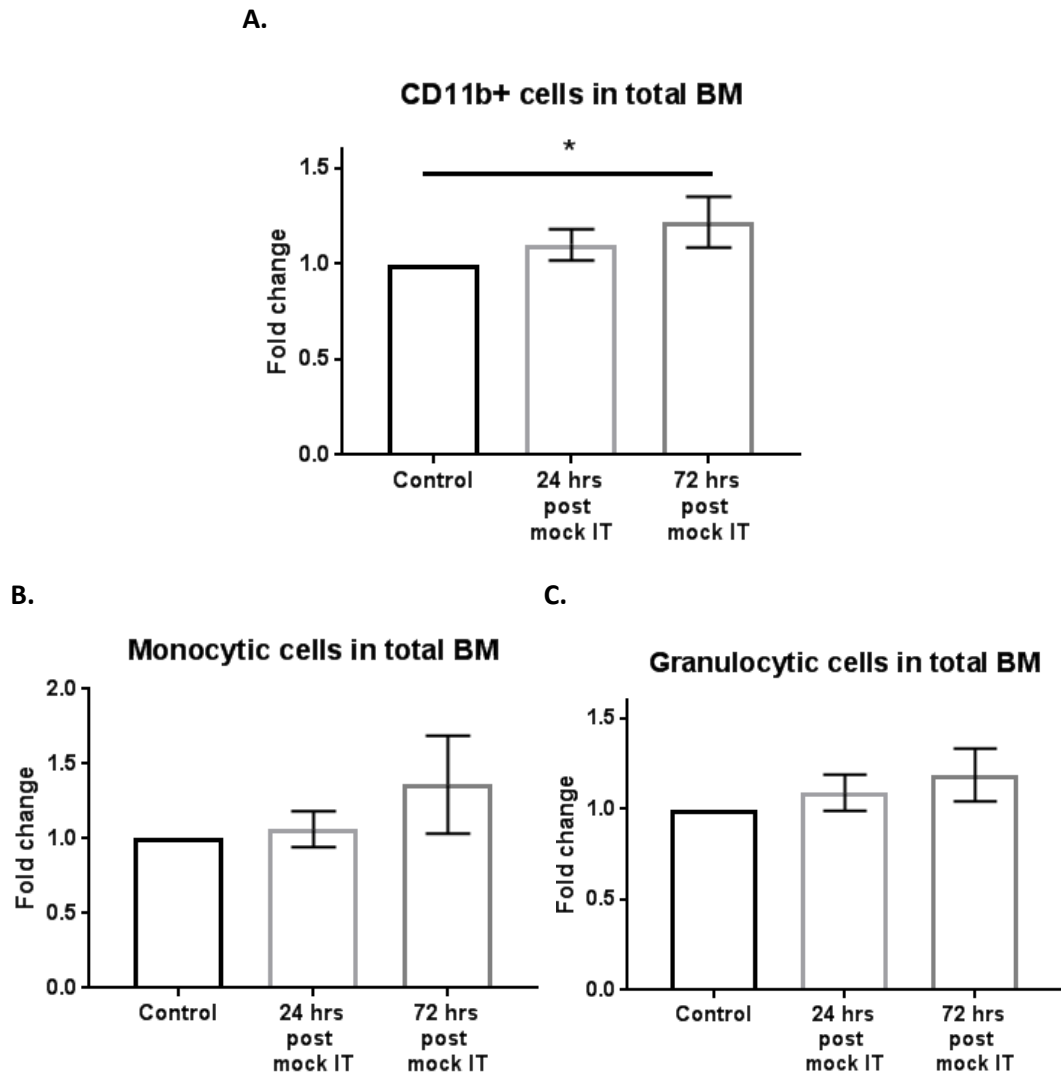 A.
CD11b+ cells in total BM
*
Fold change
1.5
1.0
0.5
0.0
Control
24 hrs
post
mock IT
72 hrs
post
mock IT
B.
Monocytic cells in total BM
Fold change
2.0
1.5
1.0
0.5
0.0
Control
24 hrs
post
mock IT
72 hrs
post
mock IT
C.
Granulocytic cells in total BM
Fold change
1.5
1.0
0.5
0.0
Control
24 hrs
post
mock IT
72 hrs
post
mock IT